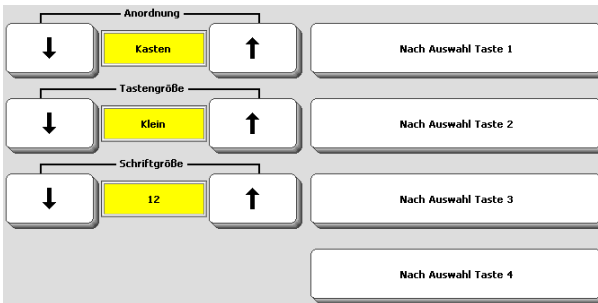 Anordnung
Kasten
Nach Auswahl Taste 1
Tastengröße
Klein
Nach Auswahl Taste 2
Schriftgröße
12
Nach Auswahl Taste 3
Nach Auswahl Taste 4